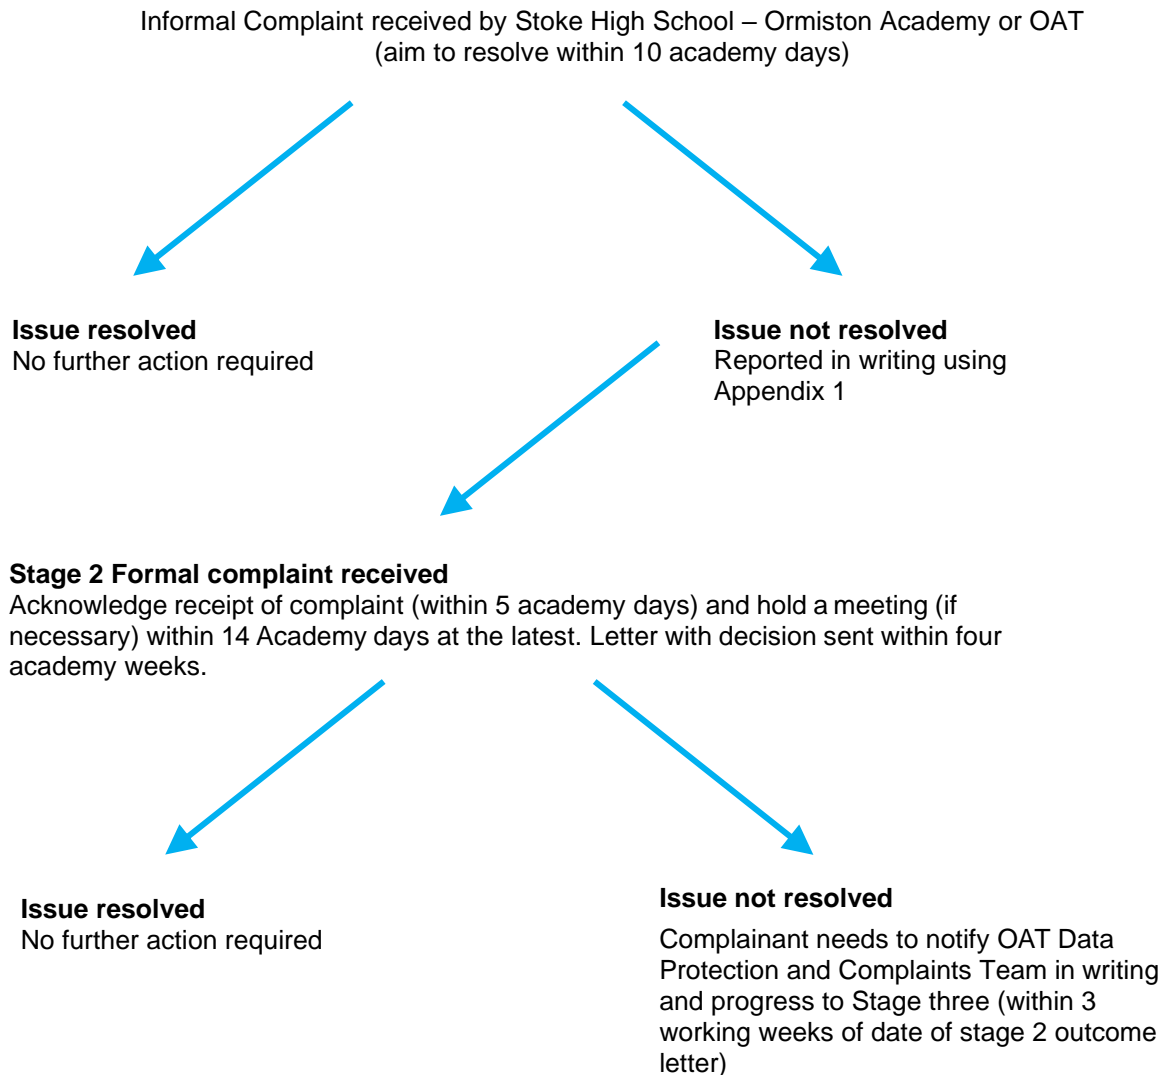 Informal Complaint received by Stoke High School – Ormiston Academy or OAT
(aim to resolve within 10 academy days)
Issue resolved
No further action required
Issue not resolved
Reported in writing using
Appendix 1
Stage 2 Formal complaint received
Acknowledge receipt of complaint (within 5 academy days) and hold a meeting (if
necessary) within 14 Academy days at the latest. Letter with decision sent within four
academy weeks.
Issue resolved
No further action required
Issue not resolved
Complainant needs to notify OAT Data
Protection and Complaints Team in writing
and progress to Stage three (within 3
working weeks of date of stage 2 outcome
letter)